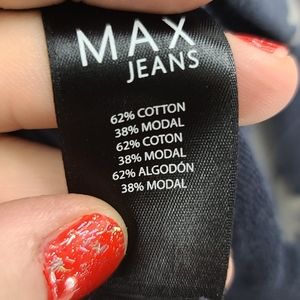 MAX
JEANS
62% COTTON
38% MODAL
62% COTON
38% MODAL
62% ALGODÓN
38% MODAL